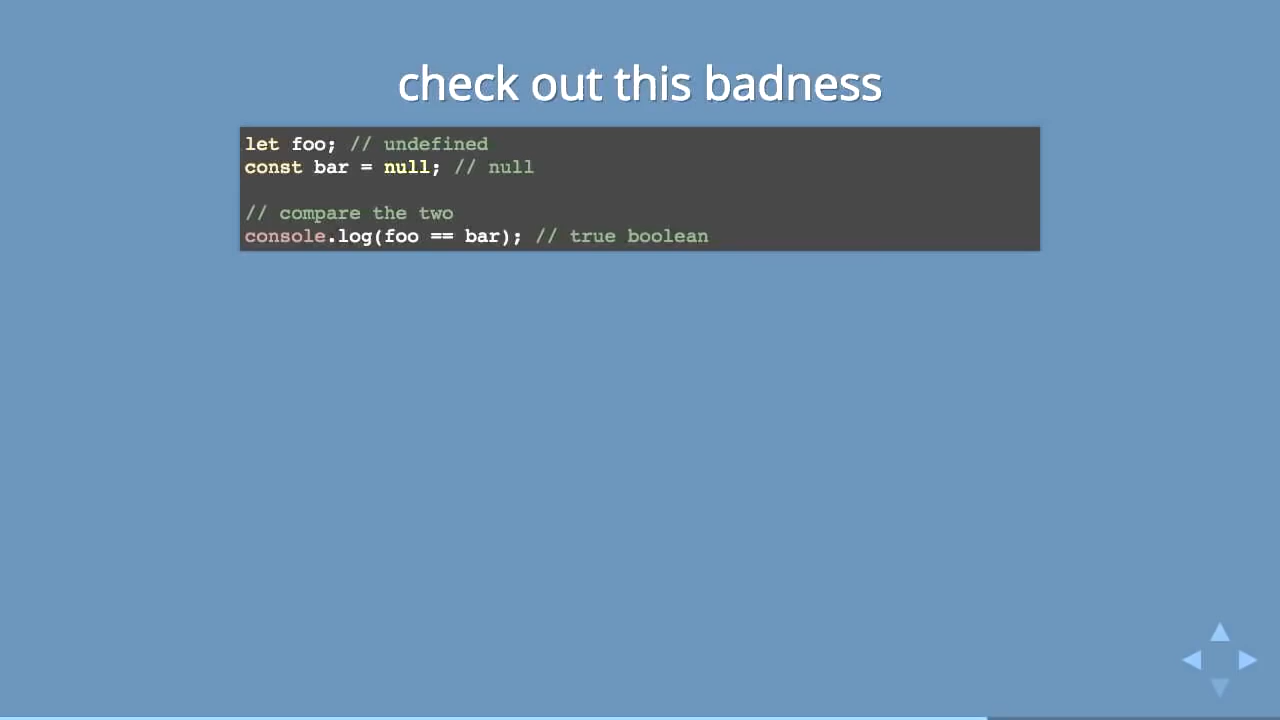 check out this badness
let foo; // undefined
const bar = null; // null
// compare the two
console.log(foo == bar); // true boolean